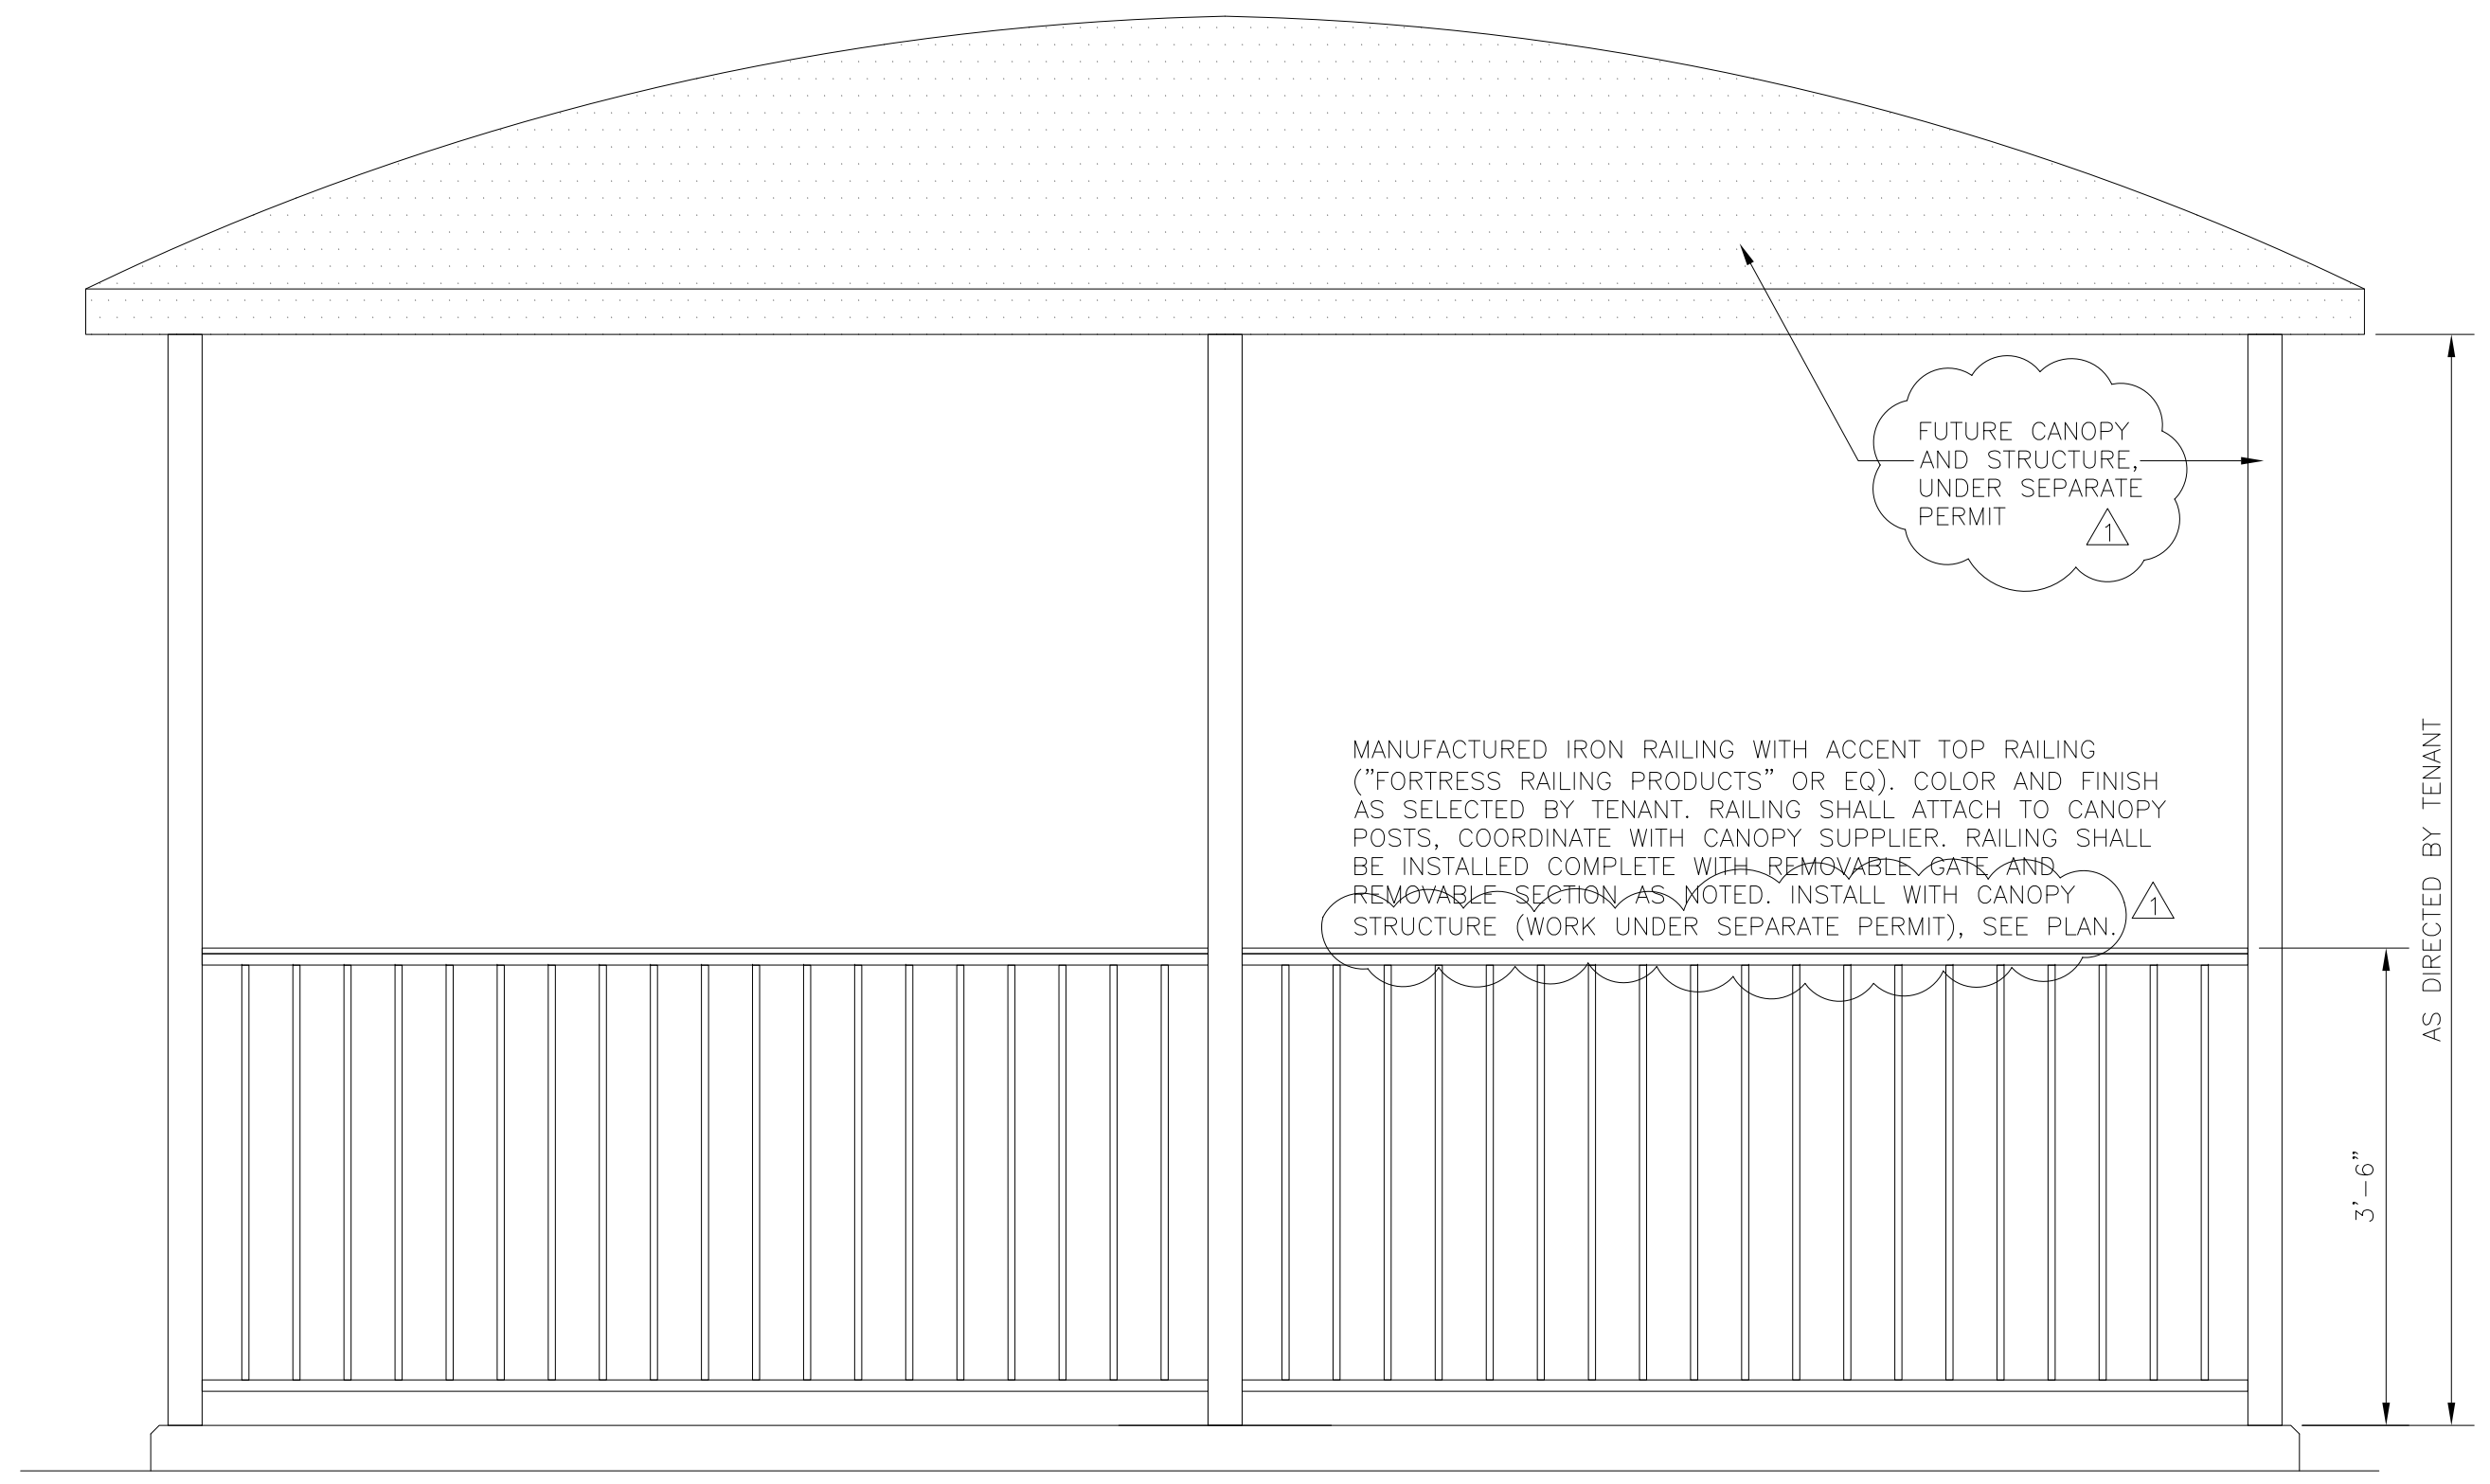 FUTURE CANOPY
AND STRUCTURE,
UNDER SEPARATE
PERMIT
1
MANUFACTURED IRON RAILING WITH ACCENT TOP RAILING
("FORTRESS RAILING PRODUCTS" OR EQ). COLOR AND FINISH
AS SELECTED BY TENANT. RAILING SHALL ATTACH TO CANOPY
POSTS, COORDINATE WITH CANOPY SUPPLIER. RAILING SHALL
BE INSTALLED COMPLETE WITH REMOVABLE GATE AND
REMOVABLE SECTION AS NOTED. INSTALL WITH CANOPY
STRUCTURE (WORK UNDER SEPARATE PERMIT), SEE PLAN.
1
3'-6"
AS DIRECTED BY TENANT